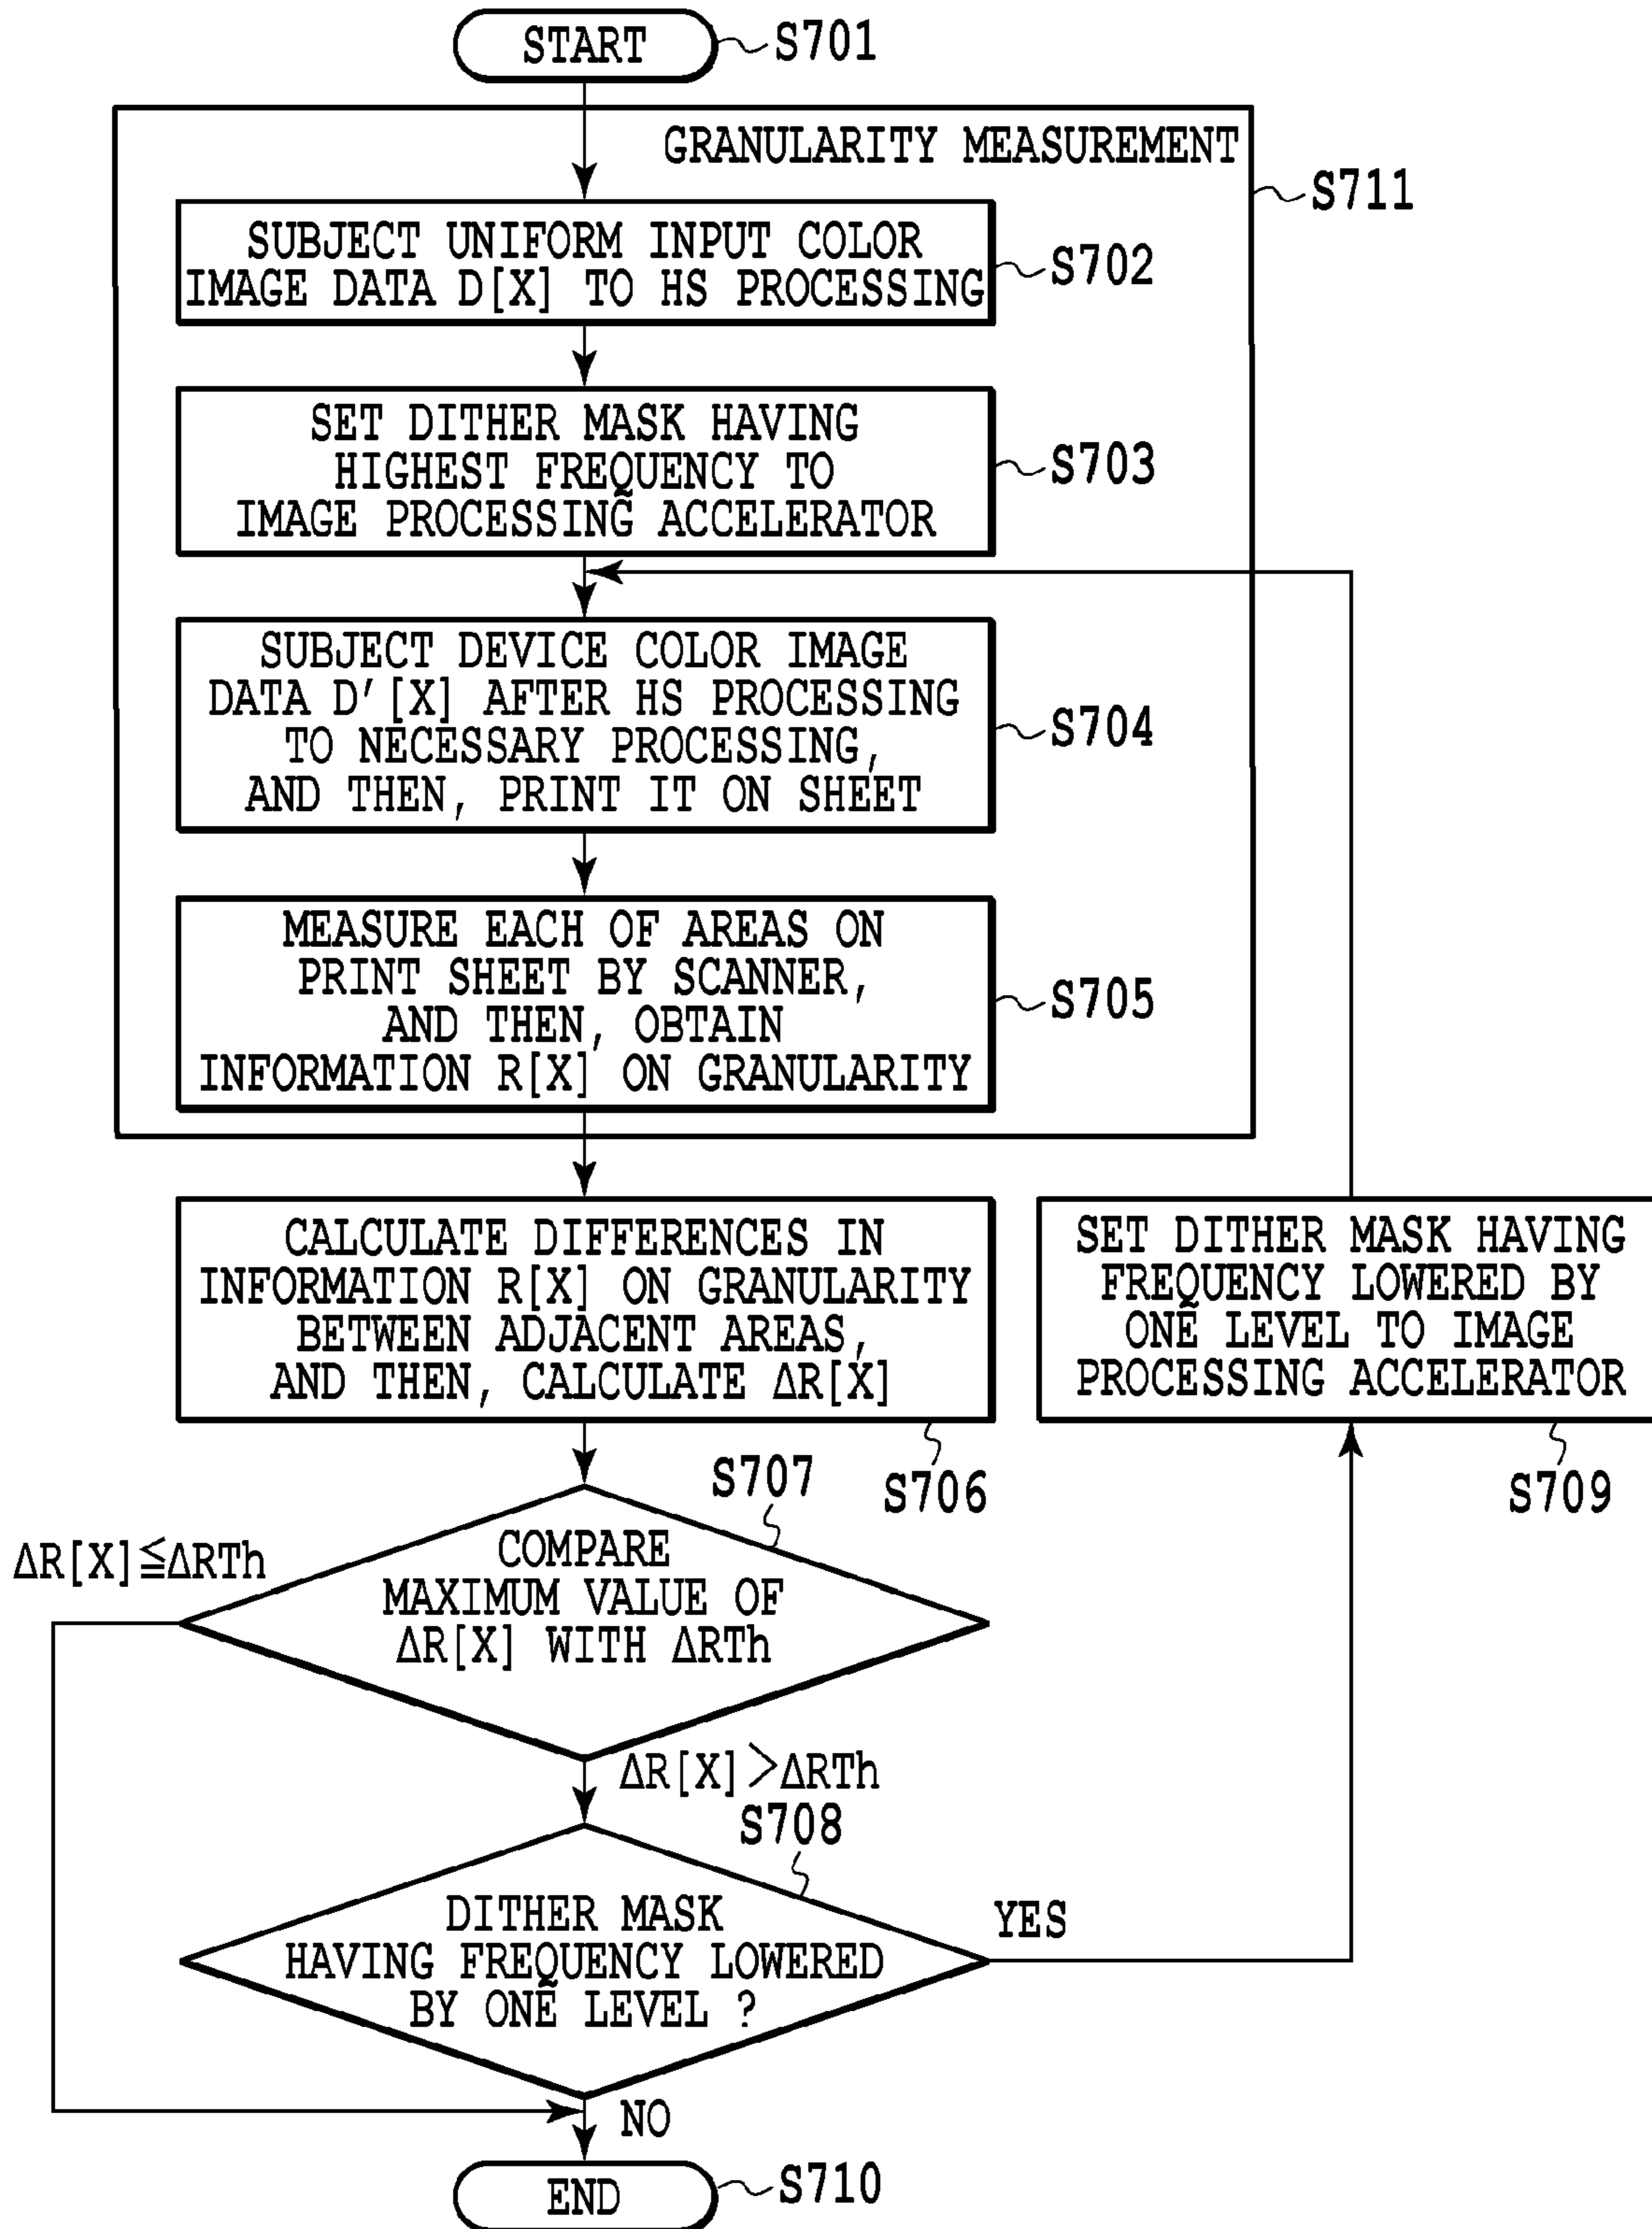 START
S701
GRANULARITY MEASUREMENT
S711
SUBJECT UNIFORM INPUT COLOR
IMAGE DATA D[X] TO HS PROCESSING
S702
SET DITHER MASK HAVING
HIGHEST FREQUENCY TO
IMAGE PROCESSING ACCELERATOR
S703
SUBJECT DEVICE COLOR IMAGE
DATA D'[X] AFTER HS PROCESSING
TO NECESSARY PROCESSING,
AND THEN, PRINT IT ON SHEET
S704
MEASURE EACH OF AREAS ON
PRINT SHEET BY SCANNER,
AND THEN, OBTAIN
INFORMATION R[X] ON GRANULARITY
S705
CALCULATE DIFFERENCES IN
INFORMATION R[X] ON GRANULARITY
BETWEEN ADJACENT AREAS,
AND THEN, CALCULATE ΔR[X]
S706
SET DITHER MASK HAVING
FREQUENCY LOWERED BY
ONE LEVEL TO IMAGE
PROCESSING ACCELERATOR
S709
S707
ΔR[X]≦ΔRTh
COMPARE
MAXIMUM VALUE OF
ΔR[X] WITH ΔRTh
ΔR[X]>ΔRTh
S708
DITHER MASK
HAVING FREQUENCY LOWERED
BY ONE LEVEL ?
YES
NO
END
S710